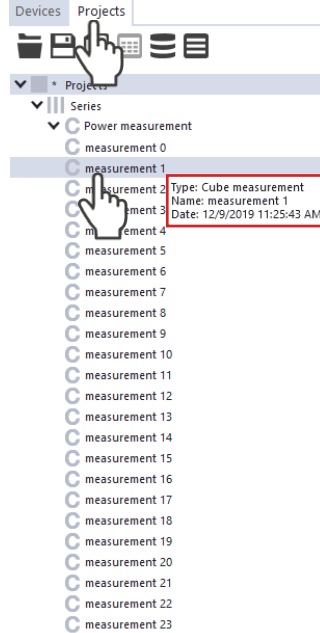 Devices Projects
* Projects
Series
Power measurement
measurement 0
measurement 1
measurement 2
Type: Cube measurement
Name: measurement 1
Date: 12/9/2019 11:25:43 AM
measurement 3
measurement 4
measurement 5
measurement 6
measurement 7
measurement 8
measurement 9
measurement 10
measurement 11
measurement 12
measurement 13
measurement 14
measurement 15
measurement 16
measurement 17
measurement 18
measurement 19
measurement 20
measurement 21
measurement 22
measurement 23